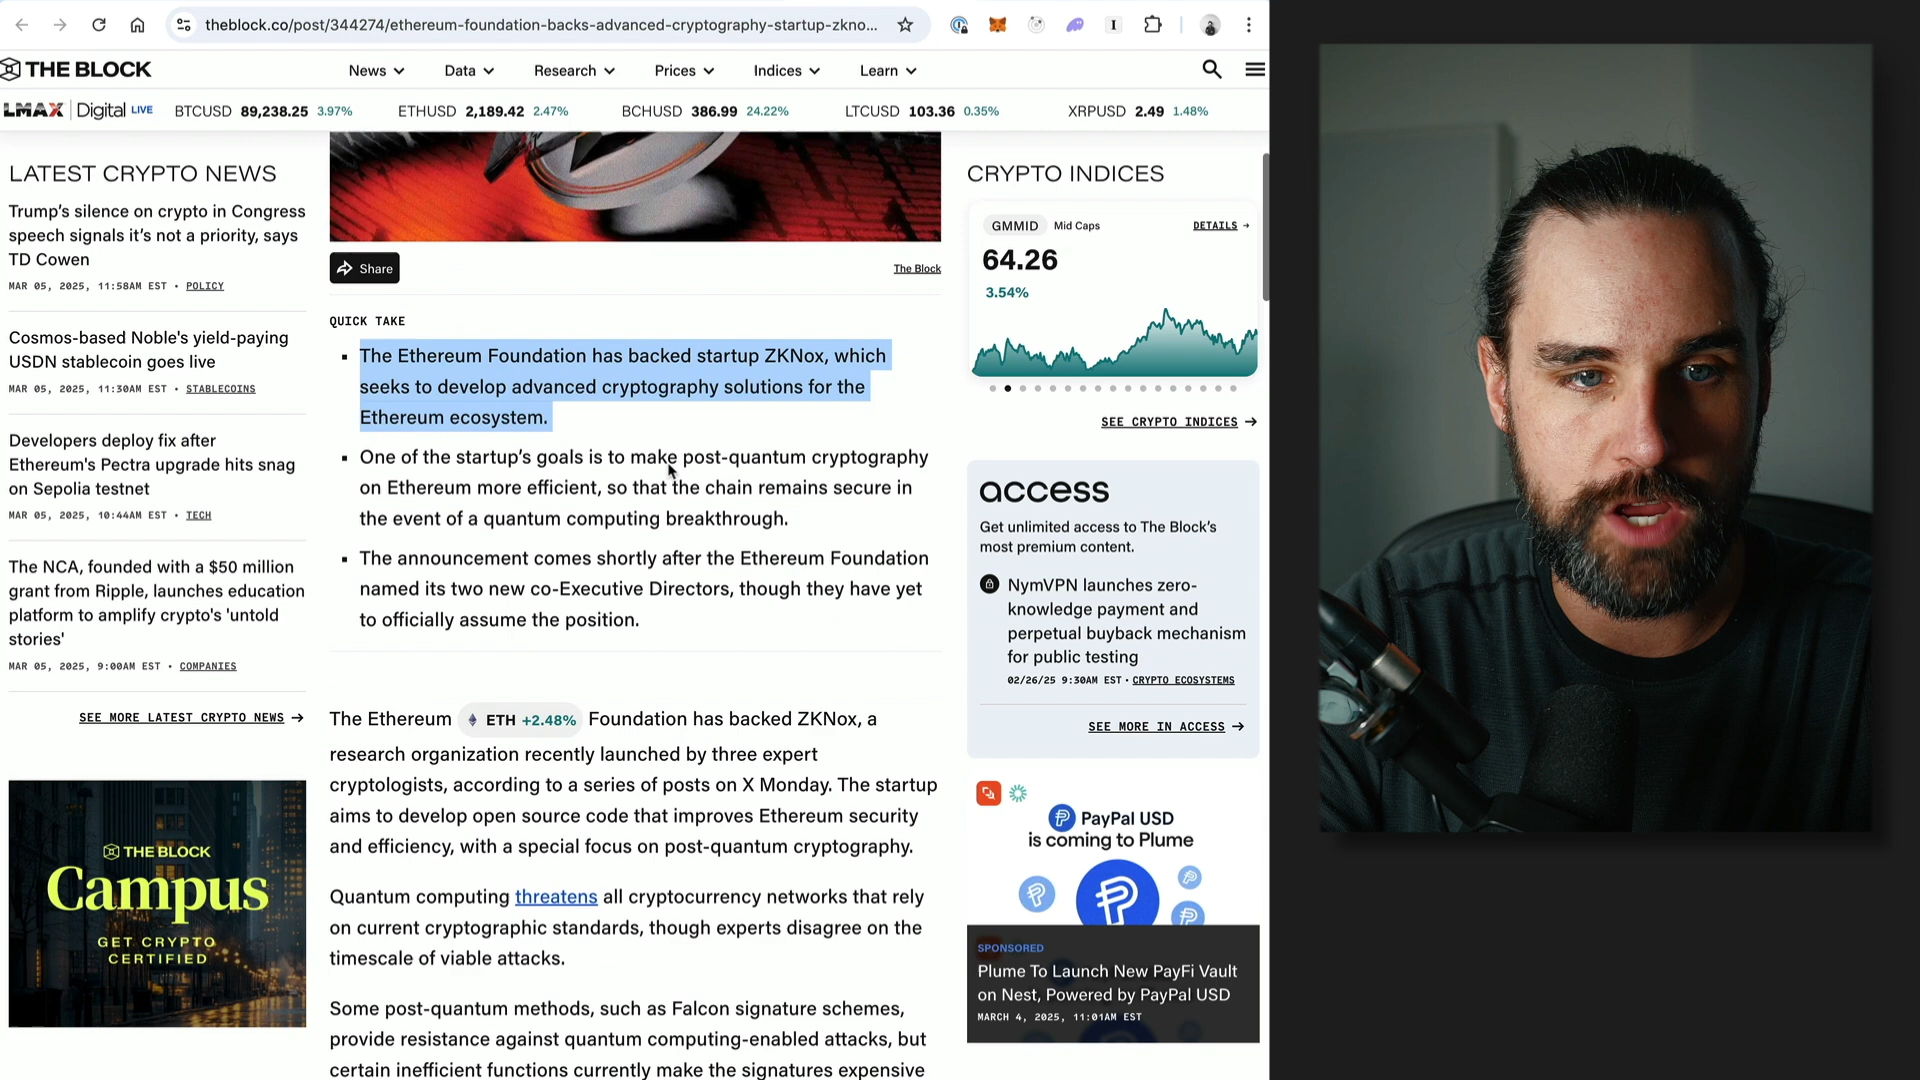 theblock.co/post/344274/ethereum-foundation-backs-advanced-cryptography-startup-zkno...
THE BLOCK
News
Data
Research
Prices
Indices
Learn
LMAX Digital LIVE
BTCUSD 89,238.25 3.97%
ETHUSD 2,189.42 2.47%
BCHUSD 386.99 24.22%
LTCUSD 103.36 0.35%
XRPUSD 2.49 1.48%
LATEST CRYPTO NEWS
Trump’s silence on crypto in Congress
speech signals it’s not a priority, says
TD Cowen
MAR 05, 2025, 11:58AM EST • POLICY
Cosmos-based Noble's yield-paying
USDN stablecoin goes live
MAR 05, 2025, 11:30AM EST • STABLECOINS
Developers deploy fix after
Ethereum's Pectra upgrade hits snag
on Sepolia testnet
MAR 05, 2025, 10:44AM EST • TECH
The NCA, founded with a $50 million
grant from Ripple, launches education
platform to amplify crypto's 'untold
stories'
MAR 05, 2025, 9:00AM EST • COMPANIES
SEE MORE LATEST CRYPTO NEWS →
THE BLOCK
Campus
GET CRYPTO
CERTIFIED
Share
The Block
QUICK TAKE
▪ The Ethereum Foundation has backed startup ZKNox, which
seeks to develop advanced cryptography solutions for the
Ethereum ecosystem.
▪ One of the startup’s goals is to make post-quantum cryptography
on Ethereum more efficient, so that the chain remains secure in
the event of a quantum computing breakthrough.
▪ The announcement comes shortly after the Ethereum Foundation
named its two new co-Executive Directors, though they have yet
to officially assume the position.
The Ethereum ETH +2.48% Foundation has backed ZKNox, a
research organization recently launched by three expert
cryptologists, according to a series of posts on X Monday. The startup
aims to develop open source code that improves Ethereum security
and efficiency, with a special focus on post-quantum cryptography.
Quantum computing threatens all cryptocurrency networks that rely
on current cryptographic standards, though experts disagree on the
timescale of viable attacks.
Some post-quantum methods, such as Falcon signature schemes,
provide resistance against quantum computing-enabled attacks, but
certain inefficient functions currently make the signatures expensive
CRYPTO INDICES
GMMID Mid Caps
DETAILS →
64.26
3.54%
SEE CRYPTO INDICES →
access
Get unlimited access to The Block’s
most premium content.
NymVPN launches zero-
knowledge payment and
perpetual buyback mechanism
for public testing
02/26/25 9:30AM EST • CRYPTO ECOSYSTEMS
SEE MORE IN ACCESS →
PayPal USD
is coming to Plume
SPONSORED
Plume To Launch New PayFi Vault
on Nest, Powered by PayPal USD
MARCH 4, 2025, 11:01AM EST